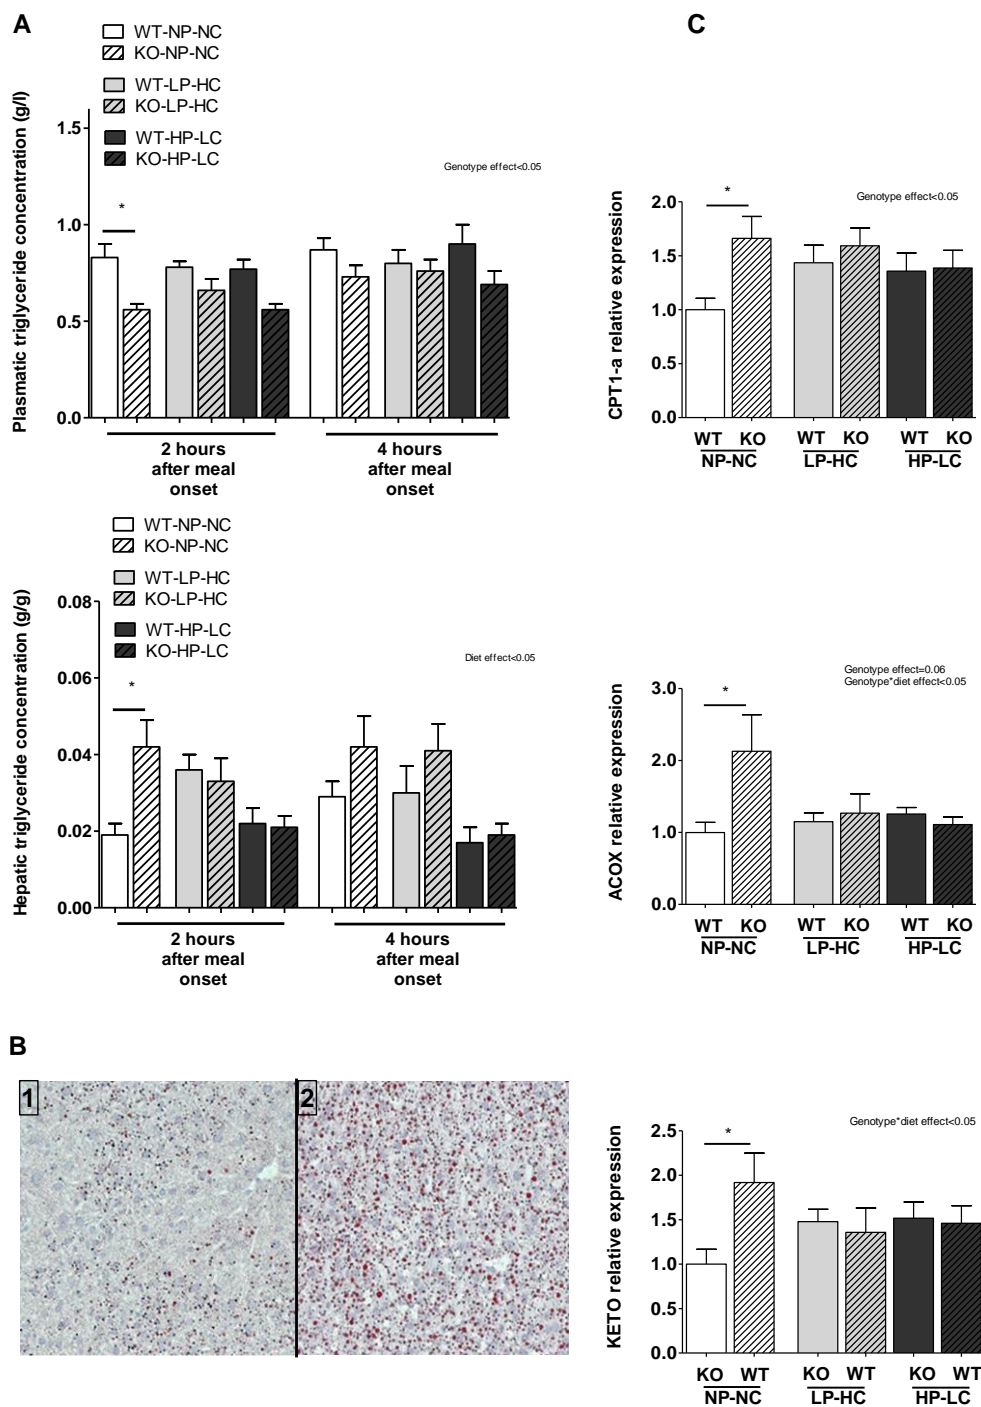 A
WT-NP-NC
KO-NP-NC
WT-LP-HC
KO-LP-HC
WT-HP-LC
KO-HP-LC
Plasmatic triglyceride concentration (g/l)
1.5
1.0
0.5
0.0
*
Genotype effect<0.05
2 hours
after meal
onset
4 hours
after meal
onset
WT-NP-NC
KO-NP-NC
WT-LP-HC
KO-LP-HC
WT-HP-LC
KO-HP-LC
Hepatic triglyceride concentration (g/g)
0.08
0.06
0.04
0.02
0.00
*
Diet effect<0.05
2 hours
after meal
onset
4 hours
after meal
onset
B
1
2
C
CPT1-a relative expression
2.0
1.5
1.0
0.5
0.0
*
Genotype effect<0.05
WT KO WT KO WT KO
NP-NC LP-HC HP-LC
ACOX relative expression
3.0
2.0
1.0
0.0
*
Genotype effect=0.06
Genotype*diet effect<0.05
WT KO WT KO WT KO
NP-NC LP-HC HP-LC
KETO relative expression
2.5
2.0
1.5
1.0
0.5
0.0
*
Genotype*diet effect<0.05
KO WT KO WT KO WT
NP-NC LP-HC HP-LC